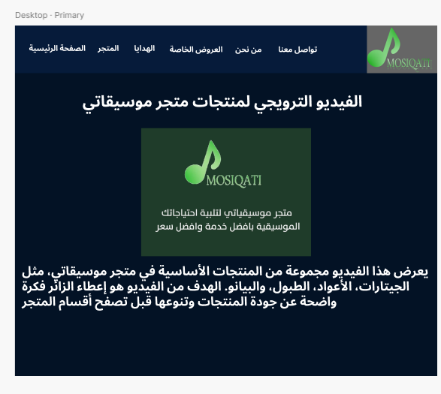 Desktop - Primary
الصفحة الرئيسية المتجر الهدايا العروض الخاصة من نحن تواصل معنا
MOSIQATI
الفيديو الترويجي لمنتجات متجر موسيقاتي
MOSIQATI
متجر موسيقياتي لتلبية احتياجاتك
الموسيقية بافضل خدمة وافضل سعر
يعرض هذا الفيديو مجموعة من المنتجات الأساسية في متجر موسيقاتي، مثل
الجيتارات، الأعواد، الطبول، والبيانو. الهدف من الفيديو هو إعطاء الزائر فكرة
واضحة عن جودة المنتجات وتنوعها قبل تصفح أقسام المتجر